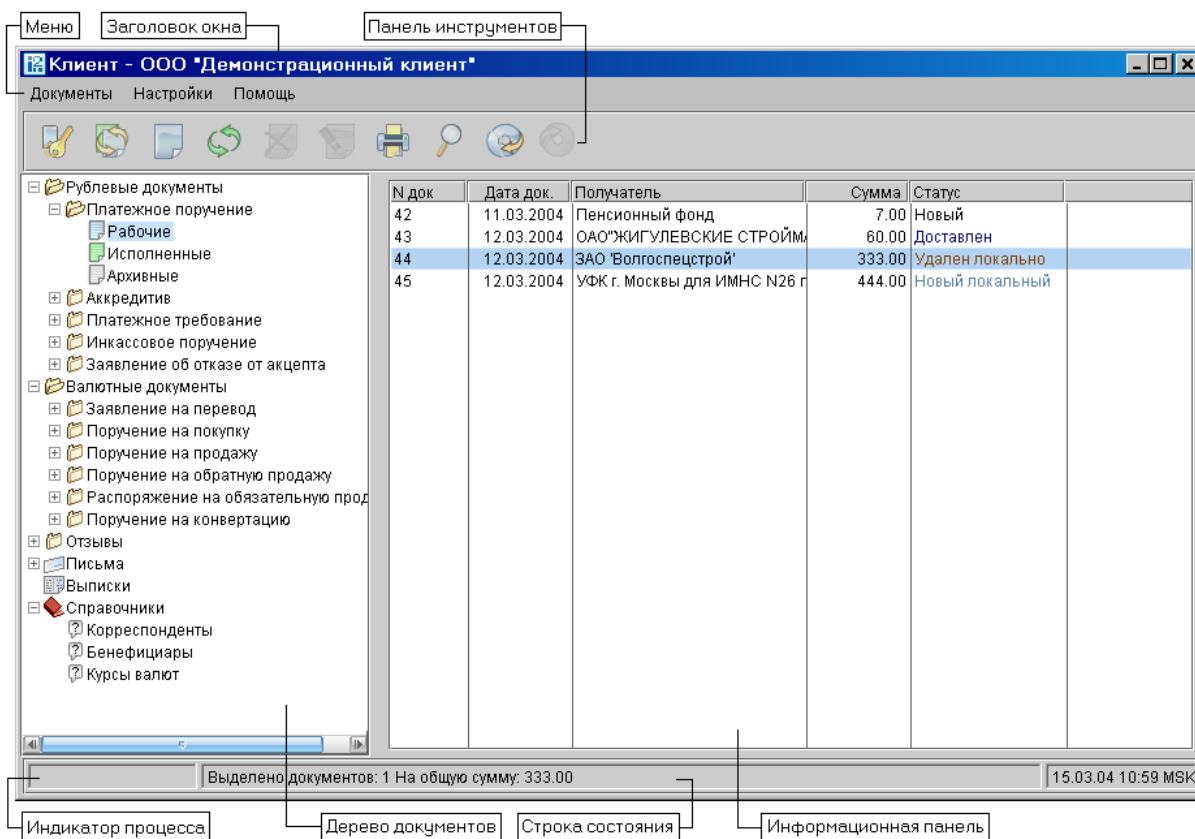 Меню
Заголовок окна
Панель инструментов
Клиент - ООО "Демонстрационный клиент"
Документы Настройки Помощь
Рублевые документы
Платежное поручение
Рабочие
Исполненные
Архивные
Аккредитив
Платежное требование
Инкассовое поручение
Заявление об отказе от акцепта
Валютные документы
Заявление на перевод
Поручение на покупку
Поручение на продажу
Поручение на обратную продажу
Распоряжение на обязательную прод
Поручение на конвертацию
Отзывы
Письма
Выписки
Справочники
Корреспонденты
Бенефициары
Курсы валют
N док Дата док. Получатель Сумма Статус
42 11.03.2004 Пенсионный фонд 7.00 Новый
43 12.03.2004 ОАО"ЖИГУЛЕВСКИЕ СТРОЙМ 60.00 Доставлен
44 12.03.2004 ЗАО 'Волгоспецстрой' 333.00 Удален локально
45 12.03.2004 УФК г. Москвы для ИМНС N26 г 444.00 Новый локальный
Выделено документов: 1 На общую сумму: 333.00
15.03.04 10:59 MSK
Индикатор процесса
Дерево документов
Строка состояния
Информационная панель